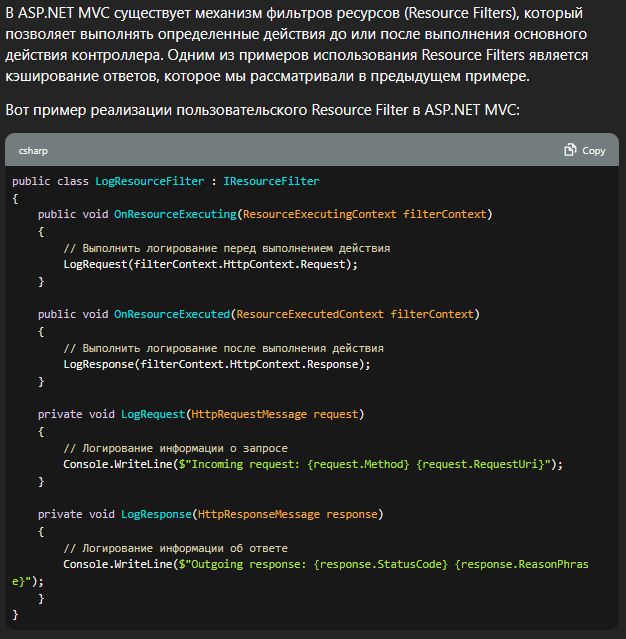 В ASP.NET MVC существует механизм фильтров ресурсов (Resource Filters), который
позволяет выполнять определенные действия до или после выполнения основного
действия контроллера. Одним из примеров использования Resource Filters является
кэширование ответов, которое мы рассматривали в предыдущем примере.
Вот пример реализации пользовательского Resource Filter в ASP.NET MVC:
csharp Copy
public class LogResourceFilter : IResourceFilter
{
    public void OnResourceExecuting(ResourceExecutingContext filterContext)
    {
        // Выполнить логирование перед выполнением действия
        LogRequest(filterContext.HttpContext.Request);
    }
    public void OnResourceExecuted(ResourceExecutedContext filterContext)
    {
        // Выполнить логирование после выполнения действия
        LogResponse(filterContext.HttpContext.Response);
    }
    private void LogRequest(HttpRequestMessage request)
    {
        // Логирование информации о запросе
        Console.WriteLine($"Incoming request: {request.Method} {request.RequestUri}");
    }
    private void LogResponse(HttpResponseMessage response)
    {
        // Логирование информации об ответе
        Console.WriteLine($"Outgoing response: {response.StatusCode} {response.ReasonPhras
e}");
    }
}